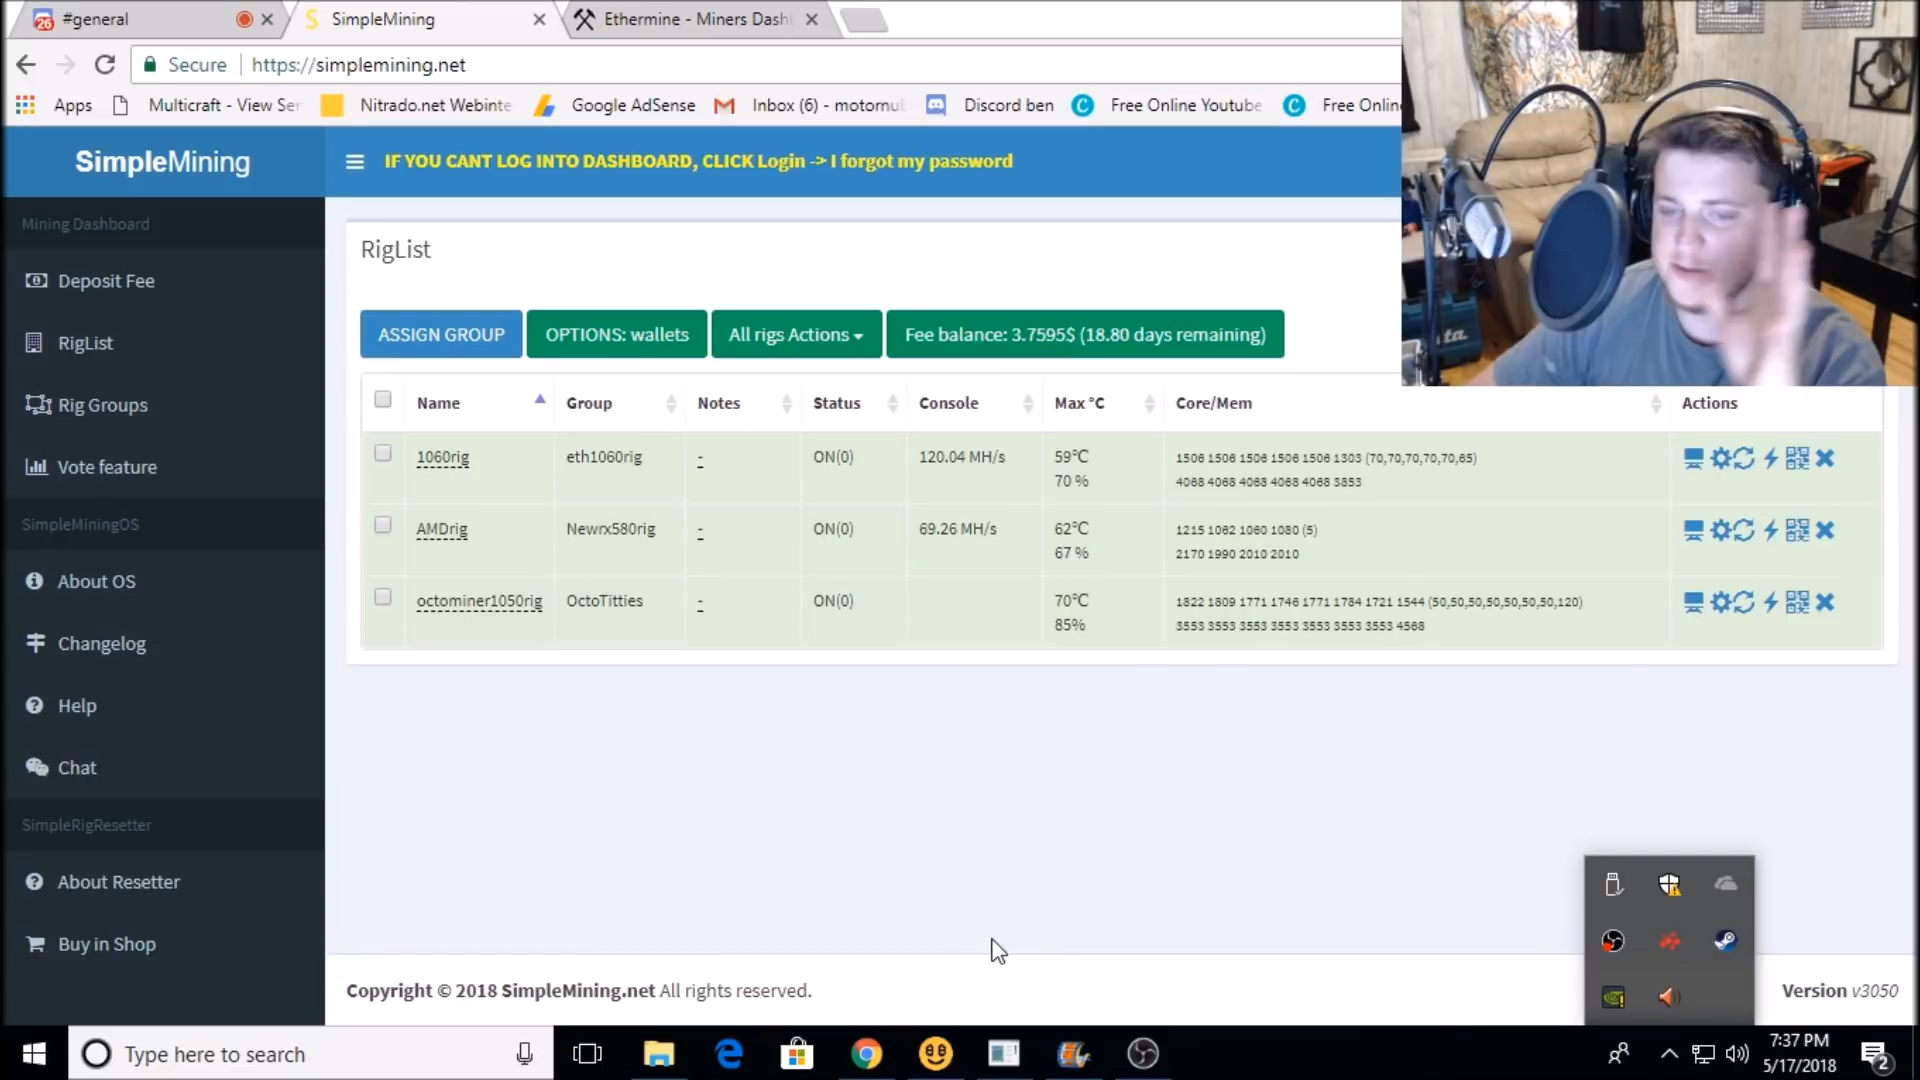 26 #general
SimpleMining
Ethermine - Miners Dash
Secure https://simplemining.net
Apps Multicraft - View Ser Nitrado.net Webinte Google AdSense Inbox (6) - motornu Discord ben Free Online Youtube Free Onlin
SimpleMining
IF YOU CANT LOG INTO DASHBOARD, CLICK Login -> I forgot my password
Mining Dashboard
Deposit Fee
RigList
Rig Groups
Vote feature
SimpleMiningOS
About OS
Changelog
Help
Chat
SimpleRigResetter
About Resetter
Buy in Shop
RigList
ASSIGN GROUP OPTIONS: wallets All rigs Actions Fee balance: 3.7595$ (18.80 days remaining)
Name Group Notes Status Console Max °C Core/Mem Actions
1060rig eth1060rig - ON(0) 120.04 MH/s 59°C 1506 1506 1506 1506 1506 1303 (70,70,70,70,70,65)
70 % 4068 4068 4068 4068 4068 3853
AMDrig Newrx580rig - ON(0) 69.26 MH/s 62°C 1215 1062 1060 1080 (5)
67 % 2170 1990 2010 2010
octominer1050rig OctoTitties - ON(0) 70°C 1822 1809 1771 1746 1771 1784 1721 1544 (50,50,50,50,50,50,50,120)
85% 3553 3553 3553 3553 3553 3553 3553 4568
Copyright © 2018 SimpleMining.net All rights reserved.
Version v3050
Type here to search
7:37 PM
5/17/2018
2